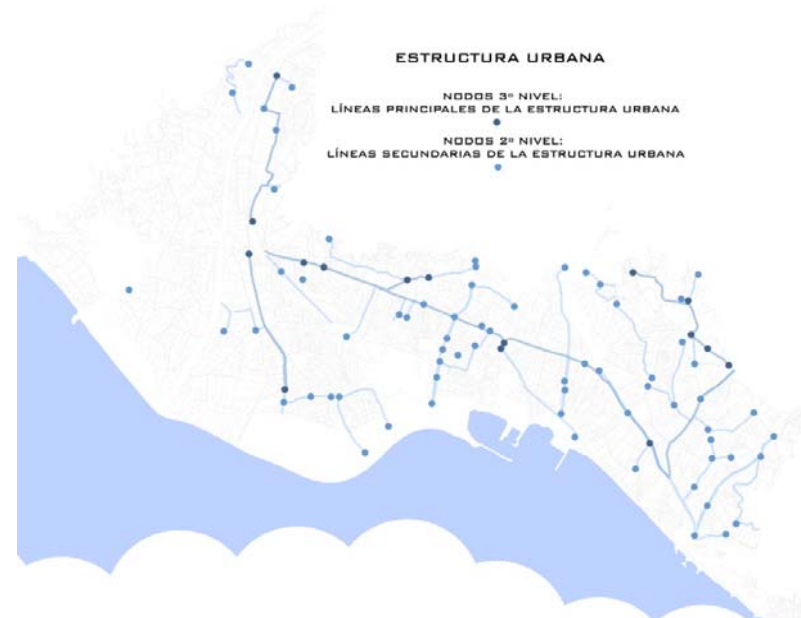 ESTRUCTURA URBANA
NODOS 3º NIVEL:
LÍNEAS PRINCIPALES DE LA ESTRUCTURA URBANA
NODOS 2º NIVEL:
LÍNEAS SECUNDARIAS DE LA ESTRUCTURA URBANA